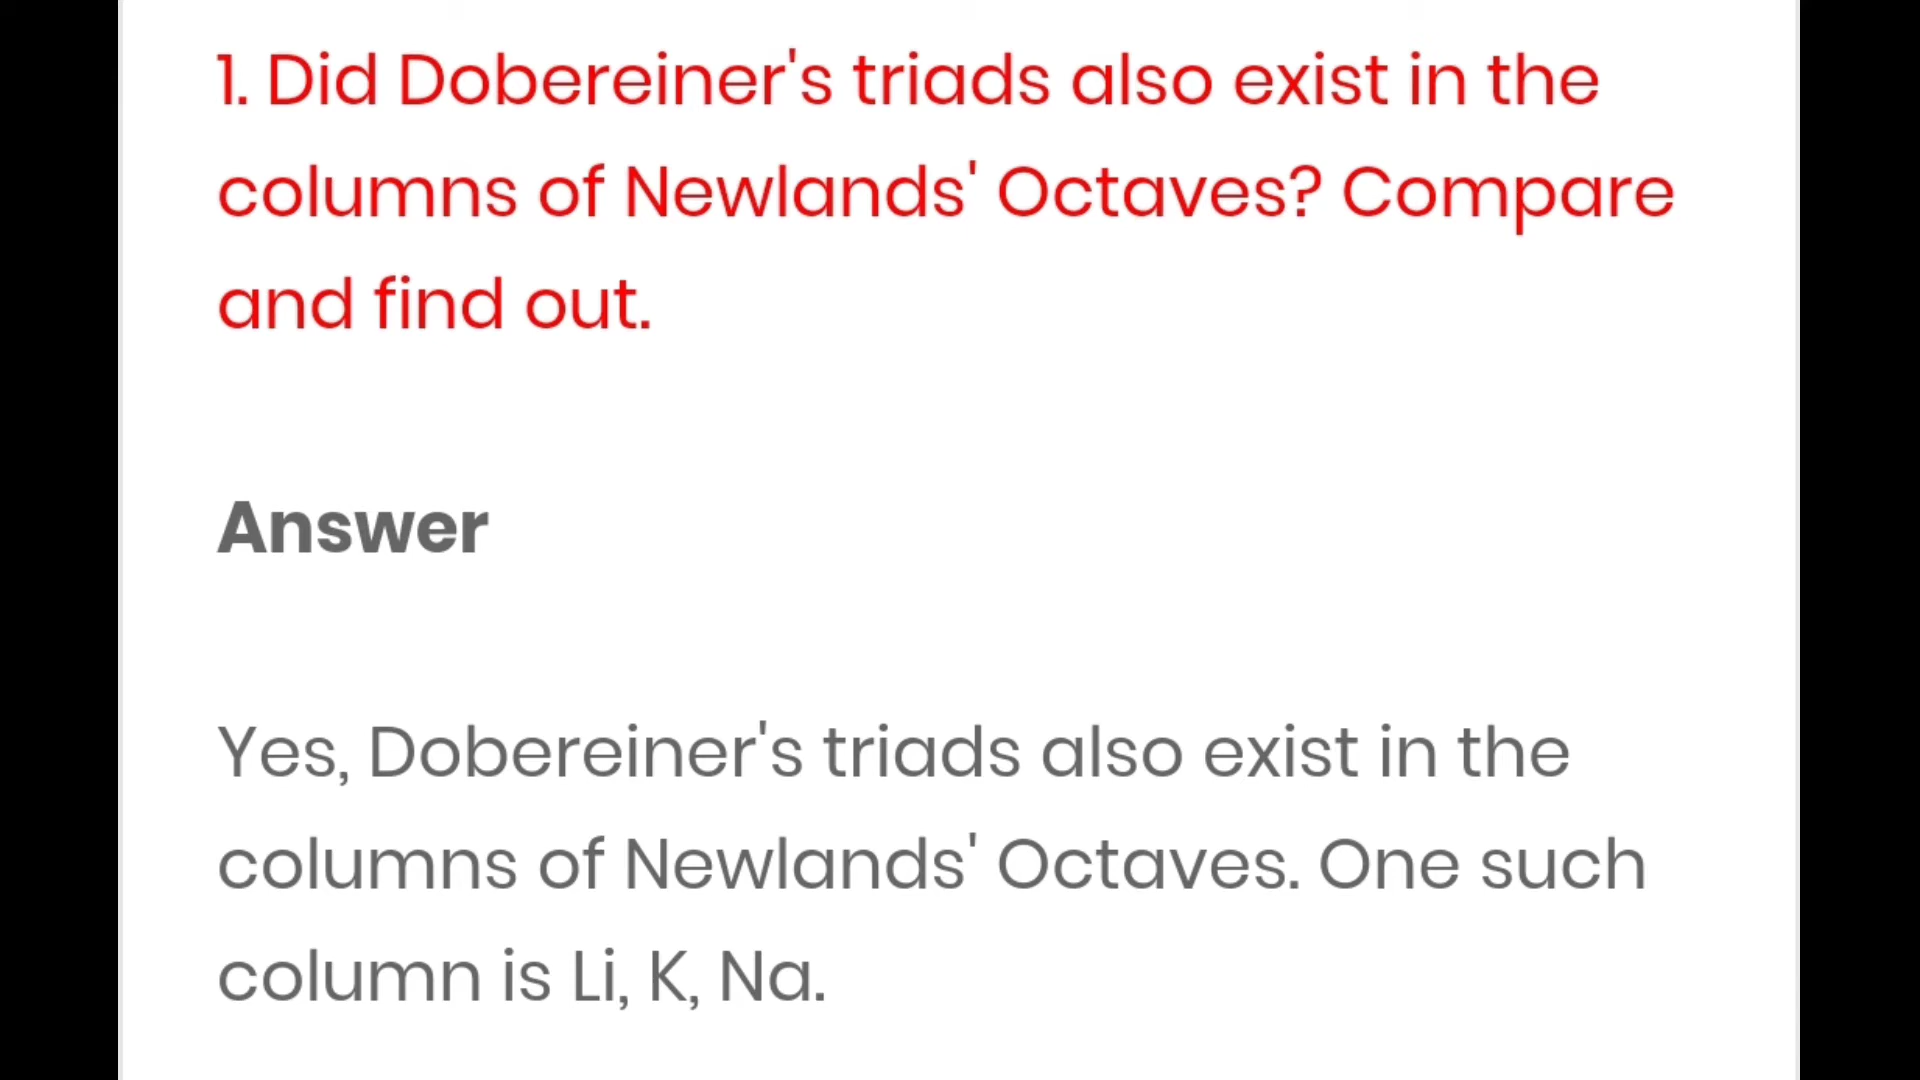 1. Did Dobereiner's triads also exist in the
columns of Newlands' Octaves? Compare
and find out.
Answer
Yes, Dobereiner's triads also exist in the
columns of Newlands' Octaves. One such
column is Li, K, Na.